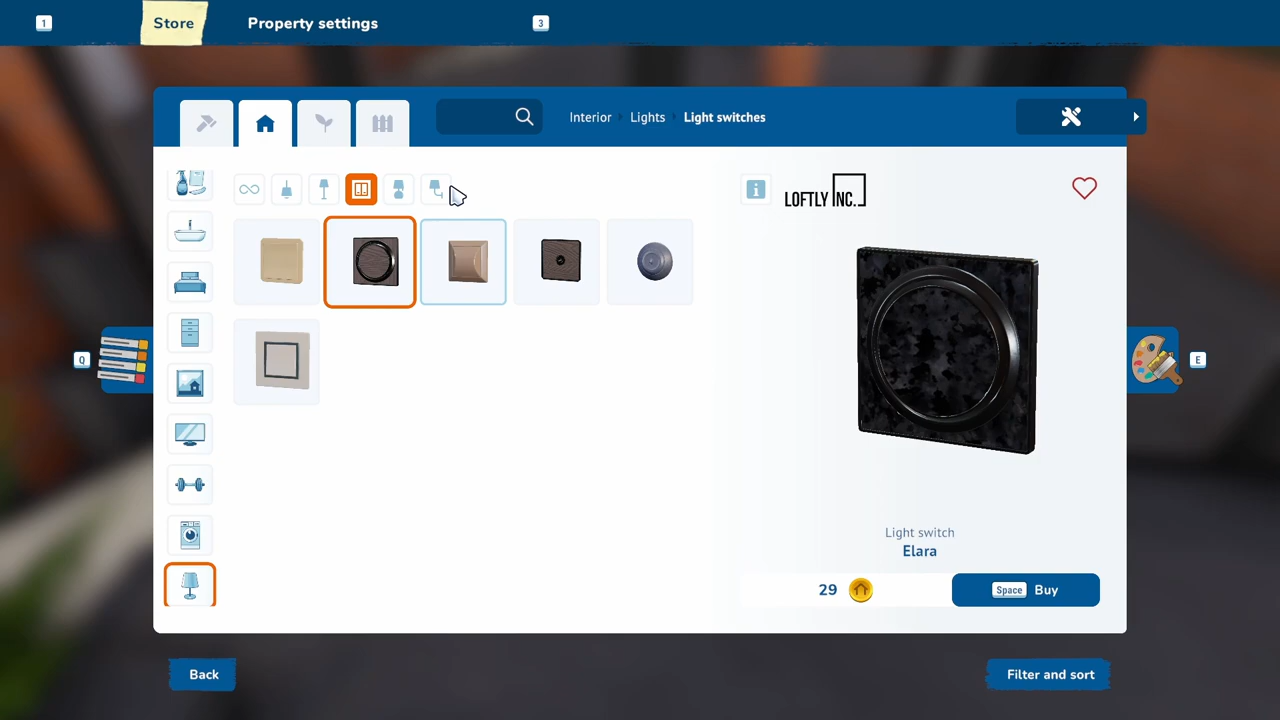 1
Store
Property settings
3
Interior
Lights
Light switches
LOFTLY INC.
Q
E
Light switch
Elara
29
Space
Buy
Back
Filter and sort